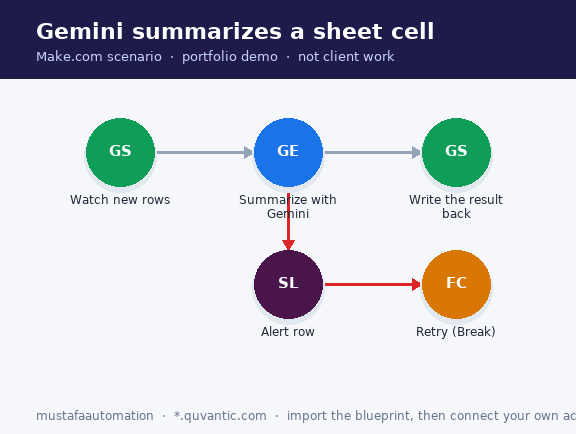 Gemini summarizes a sheet cell
Make.com scenario · portfolio demo · not client work
GS
GE
GS
Watch new rows
Summarize with
Gemini
Write the result
back
SL
FC
Alert row
Retry (Break)
mustafaautomation · *.quvantic.com · import the blueprint, then connect your own ac